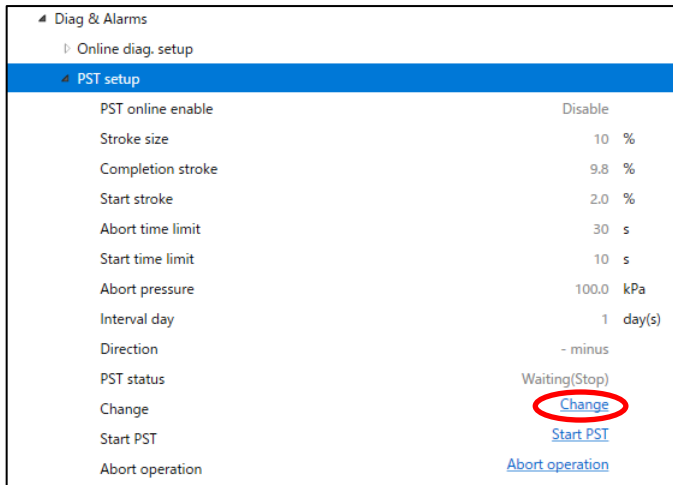 Diag & Alarms
Online diag. setup
PST setup
PST online enable Disable
Stroke size 10 %
Completion stroke 9.8 %
Start stroke 2.0 %
Abort time limit 30 s
Start time limit 10 s
Abort pressure 100.0 kPa
Interval day 1 day(s)
Direction - minus
PST status Waiting(Stop)
Change Change
Start PST Start PST
Abort operation Abort operation